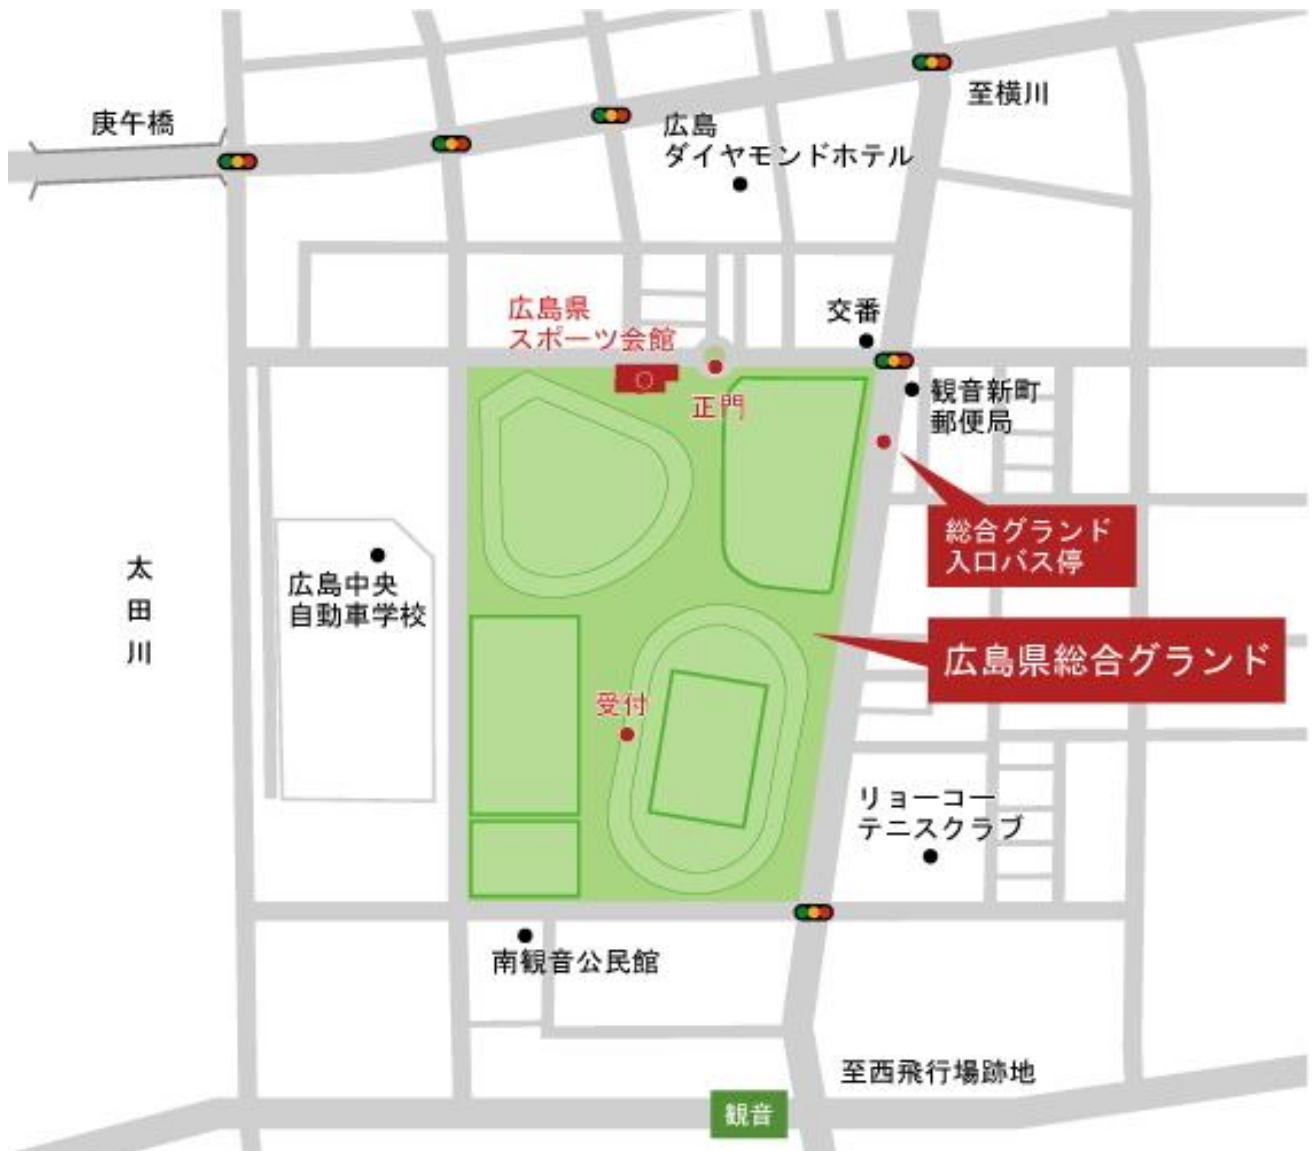 至横川
庚午橋
広島
ダイヤモンドホテル
広島県
スポーツ会館
交番
正門
観音新町
郵便局
総合グランド
入口バス停
太
田
川
広島中央
自動車学校
広島県総合グランド
受付
リョーコー
テニスクラブ
南観音公民館
至西飛行場跡地
観音